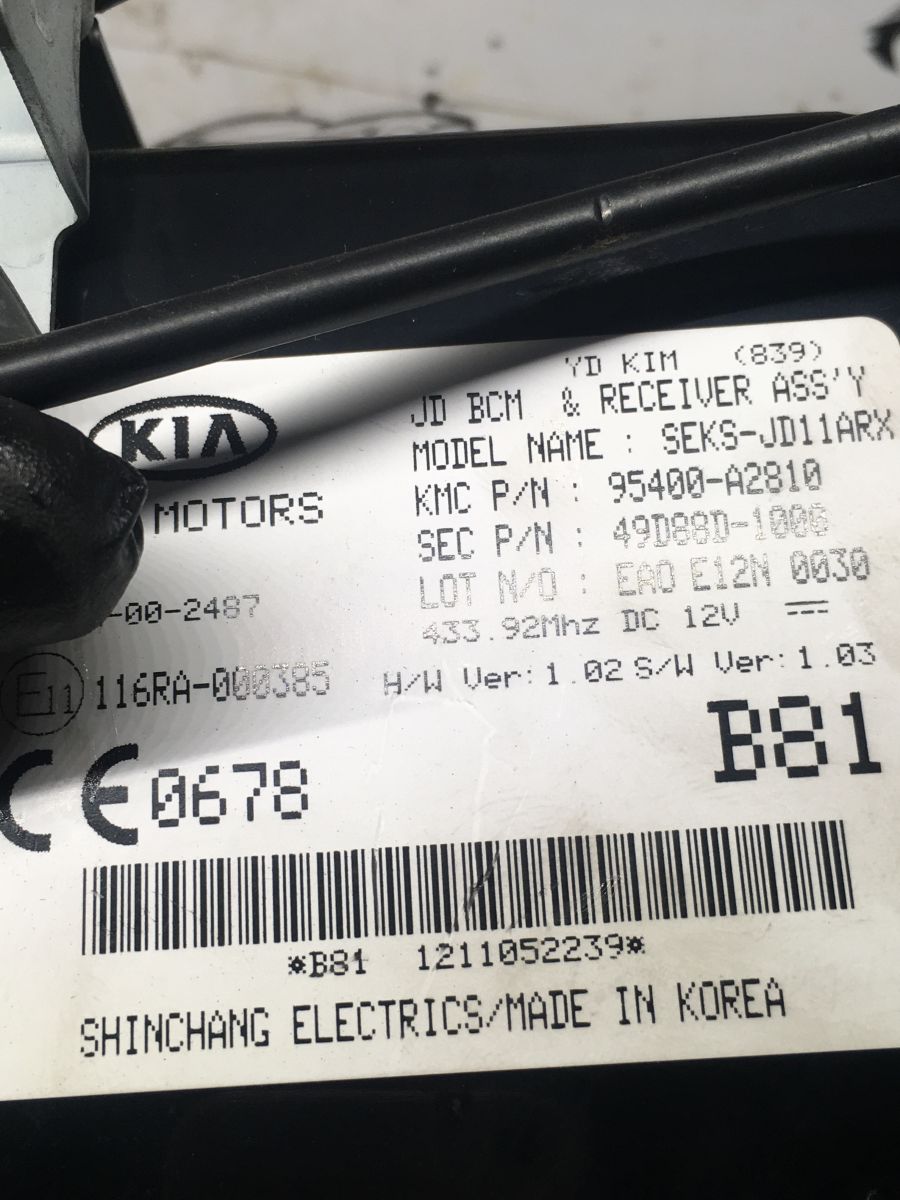 YD KIM (839)
JD BCM & RECEIVER ASS'Y
KIA
MOTORS
MODEL NAME : SEKS-JD11ARX
KMC P/N : 95400-A2810
SEC P/N : 49D88D-1006
LOT N/O : EAO E12N 0030
-00-2487
433.92Mhz DC 12V
E11 116RA-000385
H/W Ver: 1.02 S/W Ver: 1.03
B81
CE 0678
*B81 1211052239*
SHINCHANG ELECTRICS/MADE IN KOREA